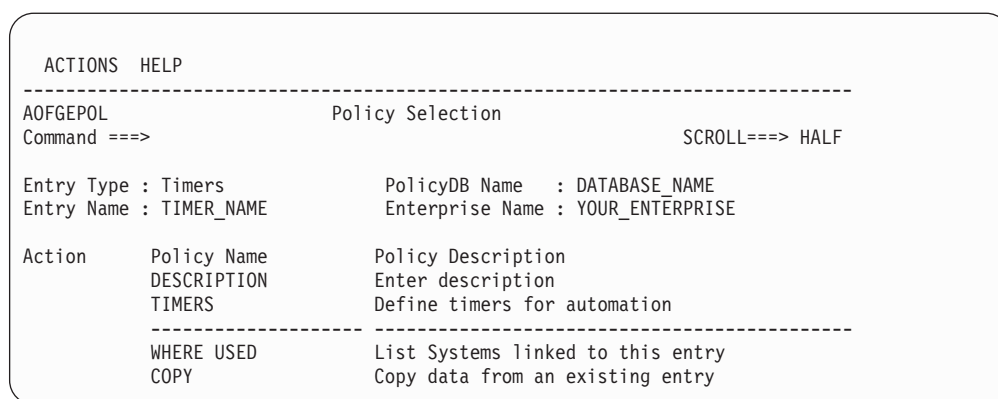 ACTIONS HELP
-------------------------------------------------------------------------------
AOFGEPOL Policy Selection
Command ===> SCROLL===> HALF
Entry Type : Timers PolicyDB Name : DATABASE_NAME
Entry Name : TIMER_NAME Enterprise Name : YOUR_ENTERPRISE
Action Policy Name Policy Description
DESCRIPTION Enter description
TIMERS Define timers for automation
-------------------- ---------------------------------------------
WHERE USED List Systems linked to this entry
COPY Copy data from an existing entry